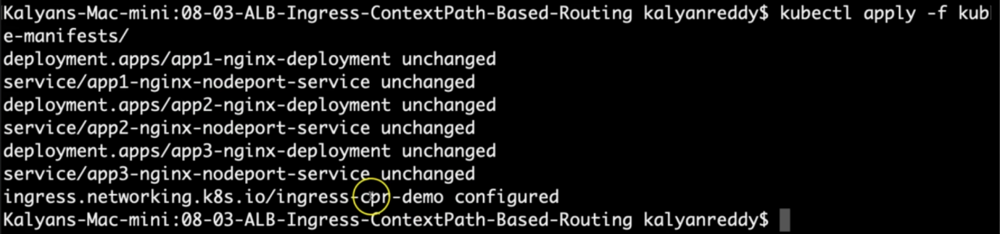 Kalyans-Mac-mini:08-03-ALB-Ingress-ContextPath-Based-Routing kalyanreddy$ kubectl apply -f kub
e-manifests/
deployment.apps/app1-nginx-deployment unchanged
service/app1-nginx-nodeport-service unchanged
deployment.apps/app2-nginx-deployment unchanged
service/app2-nginx-nodeport-service unchanged
deployment.apps/app3-nginx-deployment unchanged
service/app3-nginx-nodeport-service unchanged
ingress.networking.k8s.io/ingress-cpr-demo configured
Kalyans-Mac-mini:08-03-ALB-Ingress-ContextPath-Based-Routing kalyanreddy$